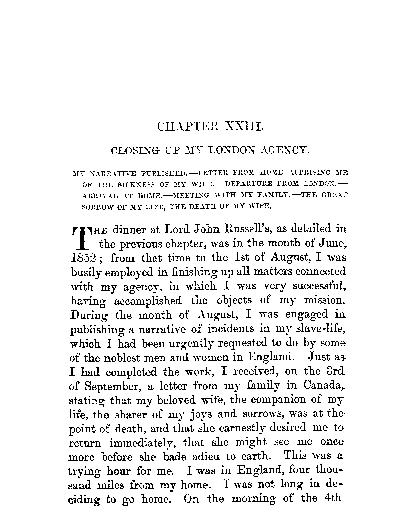 CHAPTER XXIII.
CLOSING UP MY LONDON AGENCY.
MY NARRATIVE PUBLISHED.—LETTER FROM HOME APPRISING ME
OF THE SICKNESS OF MY WIFE.—DEPARTURE FROM LONDON.—
ARRIVAL AT HOME.—MEETING WITH MY FAMILY.—THE GREAT
SORROW OF MY LIFE, THE DEATH OF MY WIFE.
THE dinner at Lord John Russell's, as detailed in
the previous chapter, was in the month of June,
1852; from that time to the 1st of August, I was
busily employed in finishing up all matters connected
with my agency, in which I was very successful,
having accomplished the objects of my mission.
During the month of August, I was engaged in
publishing a narrative of incidents in my slave-life,
which I had been urgently requested to do by some
of the noblest men and women in England. Just as
I had completed the work, I received, on the 3rd
of September, a letter from my family in Canada,
stating that my beloved wife, the companion of my
life, the sharer of my joys and sorrows, was at the
point of death, and that she earnestly desired me to
return immediately, that she might see me once
more before she bade adieu to earth. This was a
trying hour for me. I was in England, four thou-
sand miles from my home. I was not long in de-
ciding to go home. On the morning of the 4th